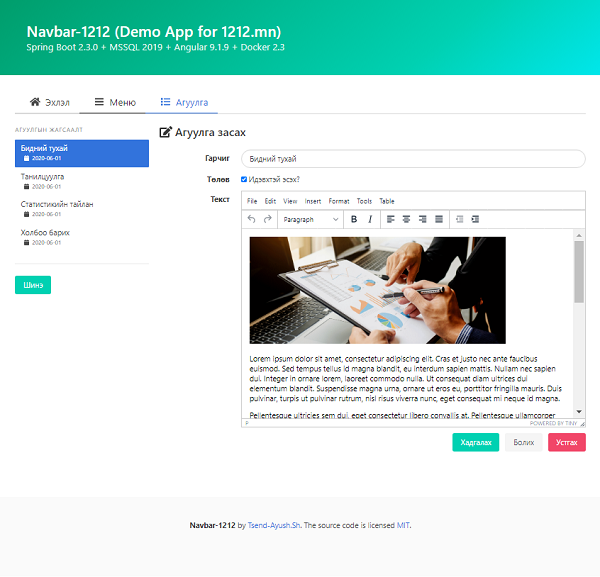 Navbar-1212 (Demo App for 1212.mn)
Spring Boot 2.3.0 + MSSQL 2019 + Angular 9.1.9 + Docker 2.3
Эхлэл Меню Агуулга
АГУУЛГЫН ЖАГСААЛТ
Бидний тухай
2020-06-01
Танилцуулга
2020-06-01
Статистикийн тайлан
2020-06-01
Холбоо барих
2020-06-01
Шинэ
Агуулга засах
Гарчиг Бидний тухай
Төлөв Идэвхтэй эсэх?
Текст File Edit View Insert Format Tools Table
Paragraph B I
Lorem ipsum dolor sit amet, consectetur adipiscing elit. Cras et justo nec ante faucibus
euismod. Sed tempus tellus id magna blandit, eu interdum sapien mattis. Nullam nec sapien
dui. Integer in ornare lorem, laoreet commodo nulla. Ut consequat diam ultrices dui
elementum blandit. Suspendisse magna urna, ornare ut eros eu, porttitor fringilla mauris. Duis
pulvinar, turpis ut pulvinar rutrum, nisl risus viverra nunc, eget consequat mi neque id magna.
Pellentesque ultricies sem dui, eget consectetur libero convallis at. Pellentesque ullamcorper
P POWERED BY TINY
Хадгалах Болих Устгах
Navbar-1212 by Tsend-Ayush.Sh. The source code is licensed MIT.